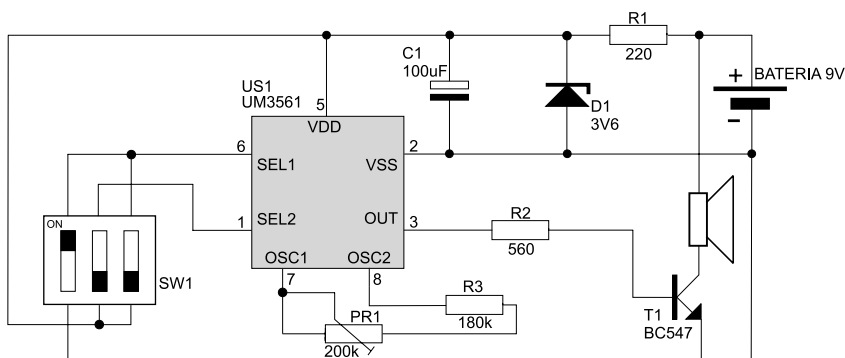 R1
220
C1
100uF
+
BATERIA 9V
-
US1
UM3561
5
VDD
D1
3V6
6
SEL1
2
VSS
1
SEL2
3
OUT
R2
560
OSC1
OSC2
7
8
ON
SW1
R3
180k
PR1
200k
T1
BC547